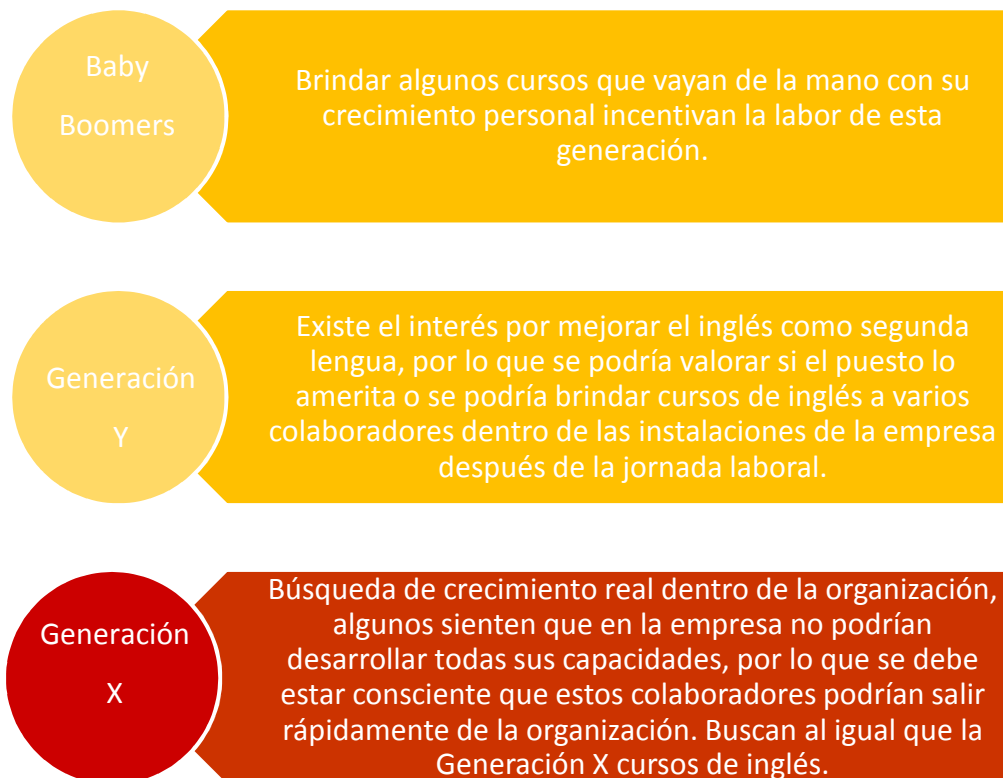 Baby
Boomers
Brindar algunos cursos que vayan de la mano con su
crecimiento personal incentivan la labor de esta
generación.
Generación
Y
Existe el interés por mejorar el inglés como segunda
lengua, por lo que se podría valorar si el puesto lo
amerita o se podría brindar cursos de inglés a varios
colaboradores dentro de las instalaciones de la empresa
después de la jornada laboral.
Generación
X
Búsqueda de crecimiento real dentro de la organización,
algunos sienten que en la empresa no podrían
desarrollar todas sus capacidades, por lo que se debe
estar consciente que estos colaboradores podrían salir
rápidamente de la organización. Buscan al igual que la
Generación X cursos de inglés.